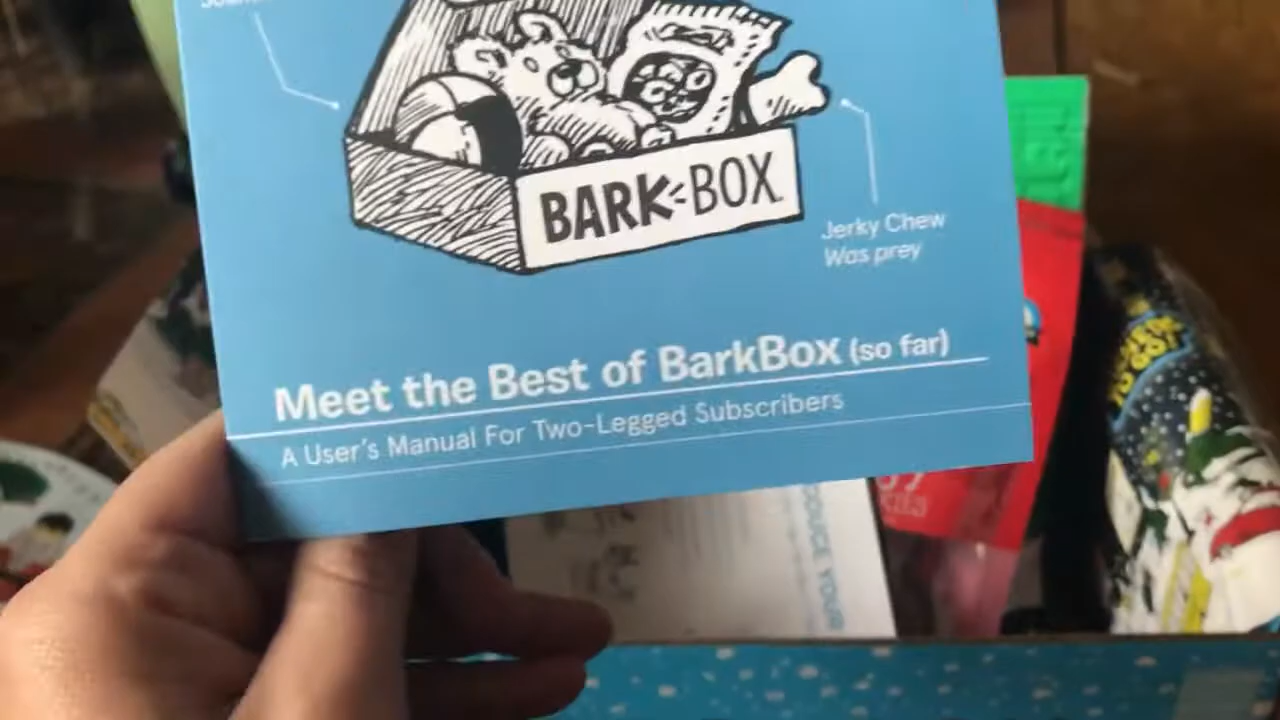 BARK BOX
Jerky Chew
Was prey
Meet the Best of BarkBox (so far)
A User's Manual For Two-Legged Subscribers
YOUR